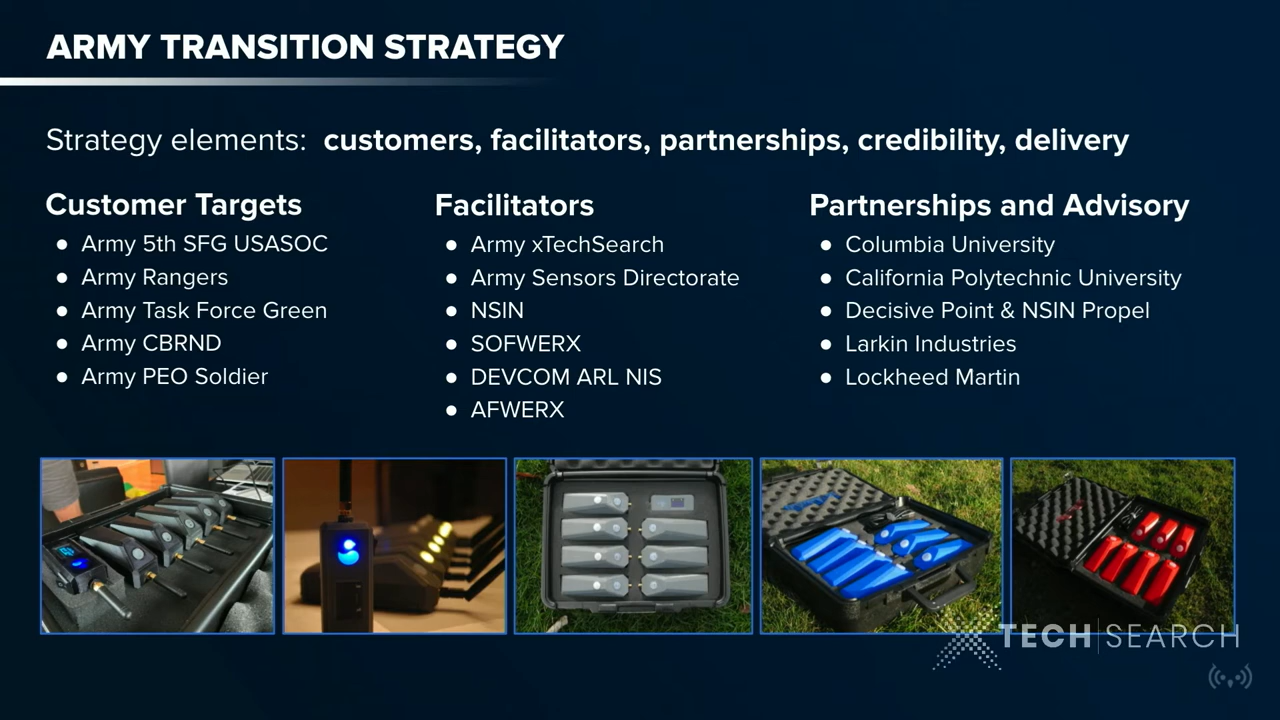 ARMY TRANSITION STRATEGY
Strategy elements: customers, facilitators, partnerships, credibility, delivery
Customer Targets
● Army 5th SFG USASOC
● Army Rangers
● Army Task Force Green
● Army CBRND
● Army PEO Soldier
Facilitators
● Army xTechSearch
● Army Sensors Directorate
● NSIN
● SOFWERX
● DEVCOM ARL NIS
● AFWERX
Partnerships and Advisory
● Columbia University
● California Polytechnic University
● Decisive Point & NSIN Propel
● Larkin Industries
● Lockheed Martin
XTECH|SEARCH